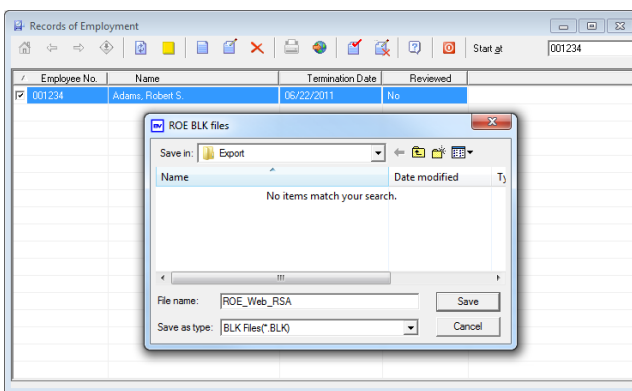 Records of Employment
Start at 001234
/ Employee No. Name Termination Date Reviewed
001234 Adams, Robert S. 06/22/2011 No
ROE BLK files
Save in: Export
Name Date modified Ty
No items match your search.
File name: ROE_Web_RSA Save
Save as type: BLK Files(*.BLK) Cancel